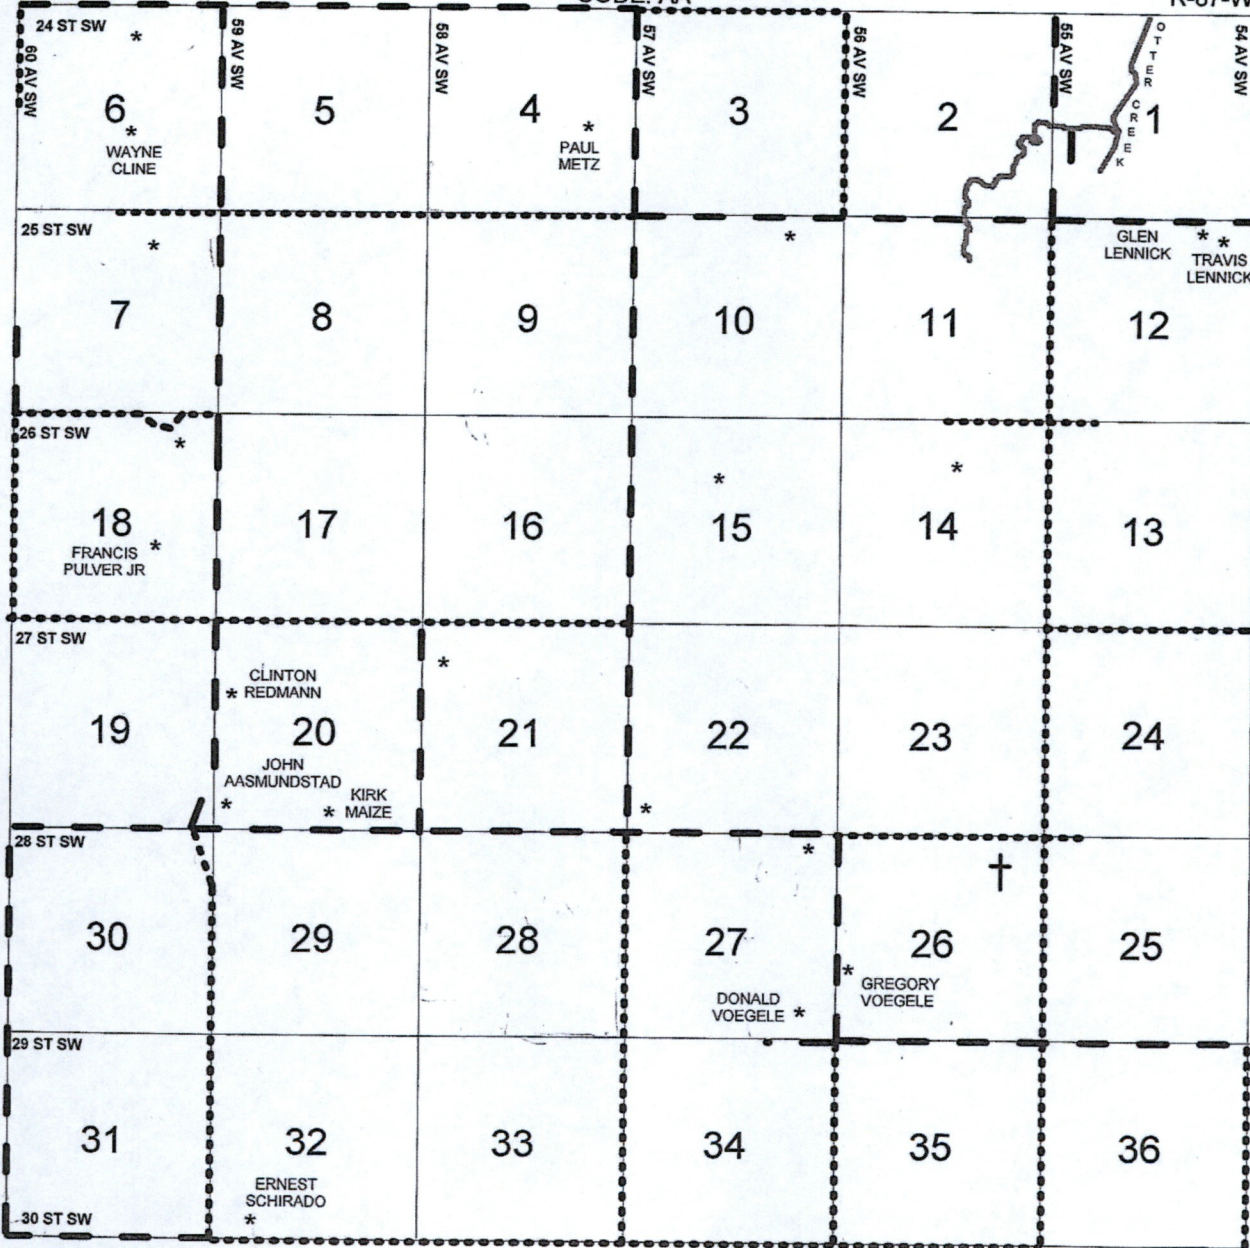 24 ST SW
60 AV SW
59 AV SW
58 AV SW
57 AV SW
56 AV SW
55 AV SW
54 AV SW
OTTER CREEK
6
5
4
3
2
1
WAYNE
CLINE
PAUL
METZ
25 ST SW
GLEN
LENNICK
TRAVIS
LENNICK
7
8
9
10
11
12
26 ST SW
18
17
16
15
14
13
FRANCIS
PULVER JR
27 ST SW
CLINTON
REDMANN
19
20
21
22
23
24
JOHN
AASMUNDSTAD
KIRK
MAIZE
28 ST SW
30
29
28
27
26
25
GREGORY
VOEGELE
DONALD
VOEGELE
29 ST SW
31
32
33
34
35
36
ERNEST
SCHIRADO
30 ST SW